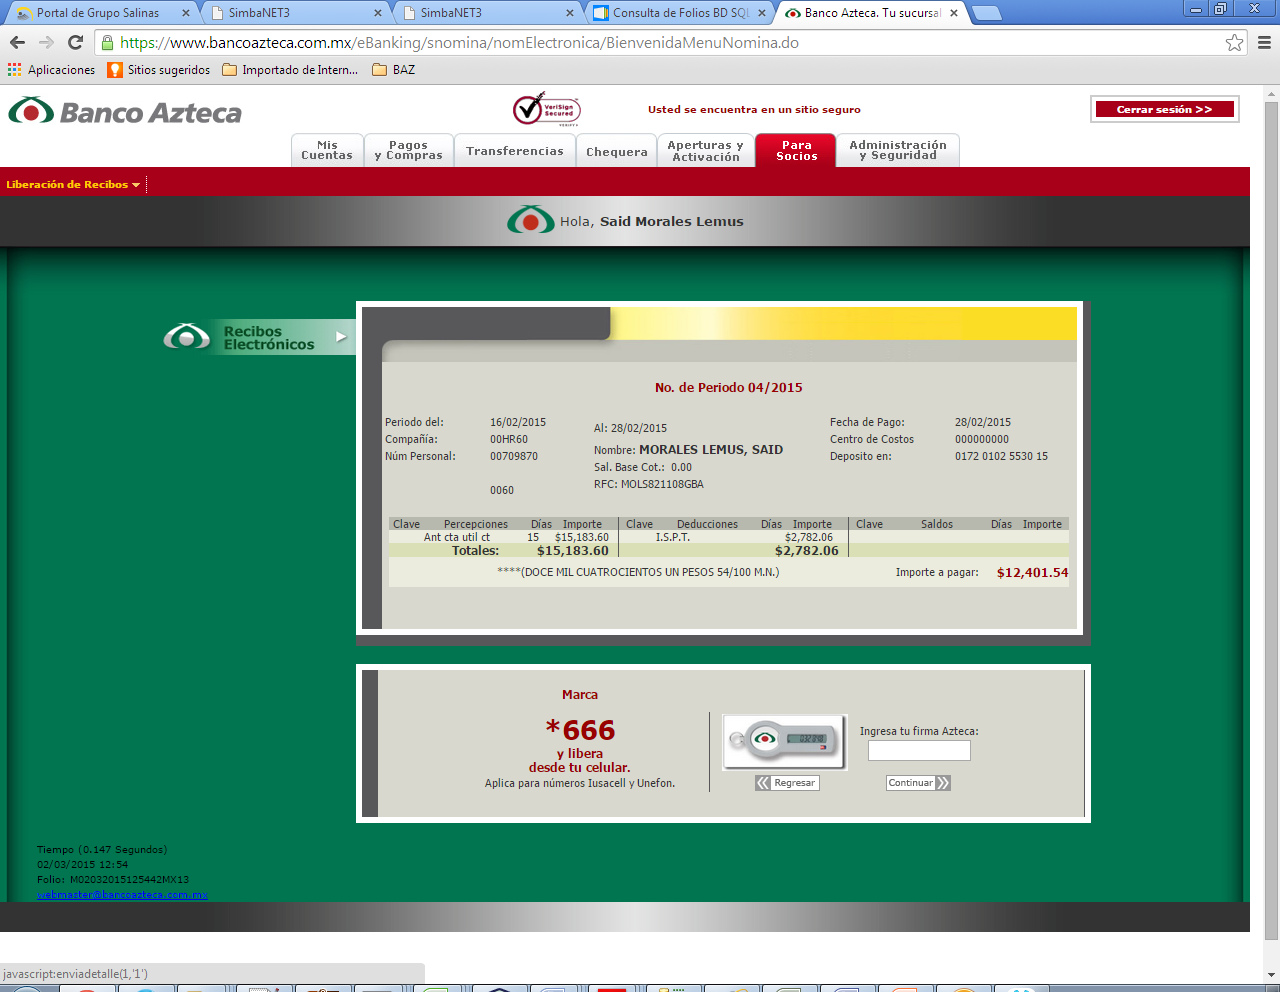 Portal de Grupo Salinas
SimbaNET3
SimbaNET3
Consulta de Folios BD SQL
Banco Azteca. Tu sucursal
https://www.bancoazteca.com.mx/eBanking/snomina/nomElectronica/BienvenidaMenuNomina.do
Aplicaciones Sitios sugeridos Importado de Intern... BAZ
Banco Azteca
VeriSign
Secured
VERIFY
Usted se encuentra en un sitio seguro
Cerrar sesión >>
Mis
Cuentas
Pagos
y Compras
Transferencias
Chequera
Aperturas y
Activación
Para
Socios
Administración
y Seguridad
Liberación de Recibos
Hola, Said Morales Lemus
Recibos
Electrónicos
No. de Periodo 04/2015
Periodo del: 16/02/2015 Al: 28/02/2015 Fecha de Pago: 28/02/2015
Compañía: 00HR60 Nombre: MORALES LEMUS, SAID Centro de Costos 000000000
Núm Personal: 00709870 Sal. Base Cot.: 0.00 Deposito en: 0172 0102 5530 15
0060 RFC: MOLS821108GBA
Clave Percepciones Días Importe Clave Deducciones Días Importe Clave Saldos Días Importe
Ant cta util ct 15 $15,183.60 I.S.P.T. $2,782.06
Totales: $15,183.60 $2,782.06
****(DOCE MIL CUATROCIENTOS UN PESOS 54/100 M.N.) Importe a pagar: $12,401.54
Marca
*666
y libera
desde tu celular.
Aplica para números Iusacell y Unefon.
Regresar
Ingresa tu firma Azteca:
Continuar
Tiempo (0.147 Segundos)
02/03/2015 12:54
Folio: M02032015125442MX13
webmaster@bancoazteca.com.mx
javascript:enviadetalle(1,'1')